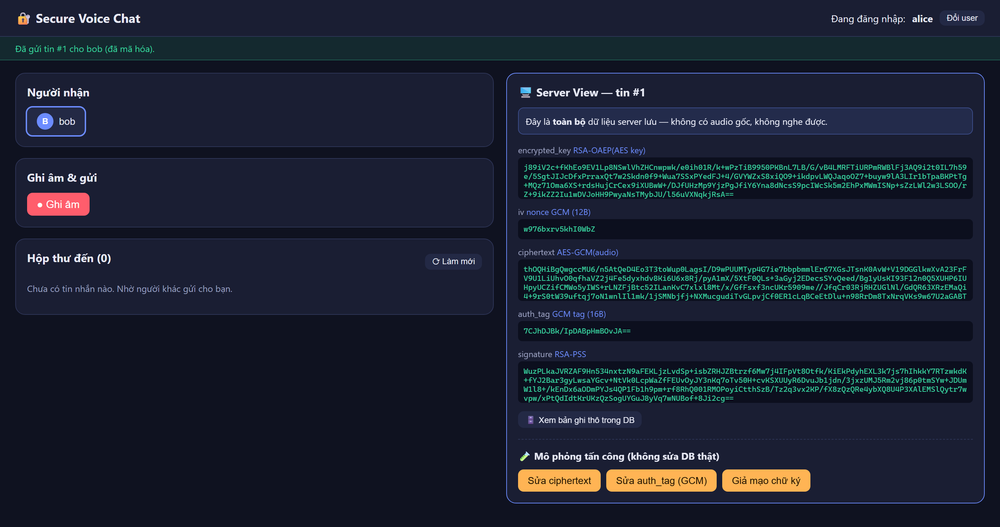 Secure Voice Chat
Đang đăng nhập: alice Đổi user
Đã gửi tin #1 cho bob (đã mã hóa).
Người nhận
B bob
Ghi âm & gửi
● Ghi âm
Hộp thư đến (0)
⟳ Làm mới
Chưa có tin nhắn nào. Nhờ người khác gửi cho bạn.
Server View — tin #1
Đây là toàn bộ dữ liệu server lưu — không có audio gốc, không nghe được.
encrypted_key RSA-OAEP(AES key)
j89iV2c+fKhEo9EV1Lp8NSwlVhZHCnwpwk/e0ih01R/k+wPzTiB9950PKBnL7LB/G/vB4LMRFTiURPmRWBlFj3AQ9i2t0IL7h59
e/5SgtJIJcDfxPrraxQt7w2Skdn0f9+Wua7SSxPYedFJ+4/GVYWZxS8xiQO9+ikdpvLWQJaqoOZ7+buyw9lA3LIr1bTpaBKPtTg
+MQz71Oma6XS+rdsHujCrCex9iXUBwW+/DJfUHzMp9YjzPgJfiY6Yna8dNcsS9pcIWcSk5m2EhPxMWmISNp+sZzLWl2w3LSOO/r
Z+9ikZZ2Iu1wDVJoHH9PwyaNsTMybJU/l56uVXNqkjRsA==
iv nonce GCM (12B)
w976bxrv5khI0WbZ
ciphertext AES-GCM(audio)
thOQHiBgQwgccMU6/n5AtQeD4Eo3T3toWup0LagsI/D9wPUUMTyp4G7ie7bbpbmmlEr67XGsJTsnK0AvW+V19DGGlkwXvA23FrF
V9U1LiUhvO0qfhaVZ2j4Fe5dyxhdv8Ki6U6x8Rj/pyA1mX/5XtF0QLs+3aGyj2EDecsSYvQeed/Bg1yUsKI93F12n0Q5XUHP6IU
HpyUCZifCMWo5yIWS+rLNZFjBtc52ILanKvC7xlxl8Mt/x/GfFsxf3ncUKr5909me//JfqCr03RjRHZUGlNl/GdQR63XRzEMaQi
4+9rS0tW39uftqj7oN1wnlIl1mk/1jSMNbjfj+NXMucgudiTvGLpvjCf0ER1cLqBCeEtDlu+n98RrDm8TxNrqVKs9w67U2aGABT
auth_tag GCM tag (16B)
7CJhDJBk/IpDABpHmBOvJA==
signature RSA-PSS
WuzPLkaJVRZAF9Hn534nxtzN9aFEKLjzLvdSp+isbZRHJZBtrzf6Mw7j4IFpVt8Otfk/KiEkPdyhEXL3k7js7hIhkkY7RTzwkdK
+fYJ2Bar3gyLwsaYGcv+NtVk0LcpWaZfFEUvOyJY3nKq7oTv50H+cvKSXUUyR6DvuJb1jdn/3jxzUMJ5Rm2vj86p0tmSYw+JDUm
W1l8+/kEnDx6aODmPYJs4QP1Fb1h9pm+rf8RhQ001RMOPoyiCtthSzB/Tz2q3vx2KP/fX8zQzQRe4ybXQ8U4P3XAlEMSlQytr7w
vpw/xPtQdIdtKrUKzQzSogUYGuJ8yVq7wNUBof+8Ji2cg==
Xem bản ghi thô trong DB
Mô phỏng tấn công (không sửa DB thật)
Sửa ciphertext
Sửa auth_tag (GCM)
Giả mạo chữ ký